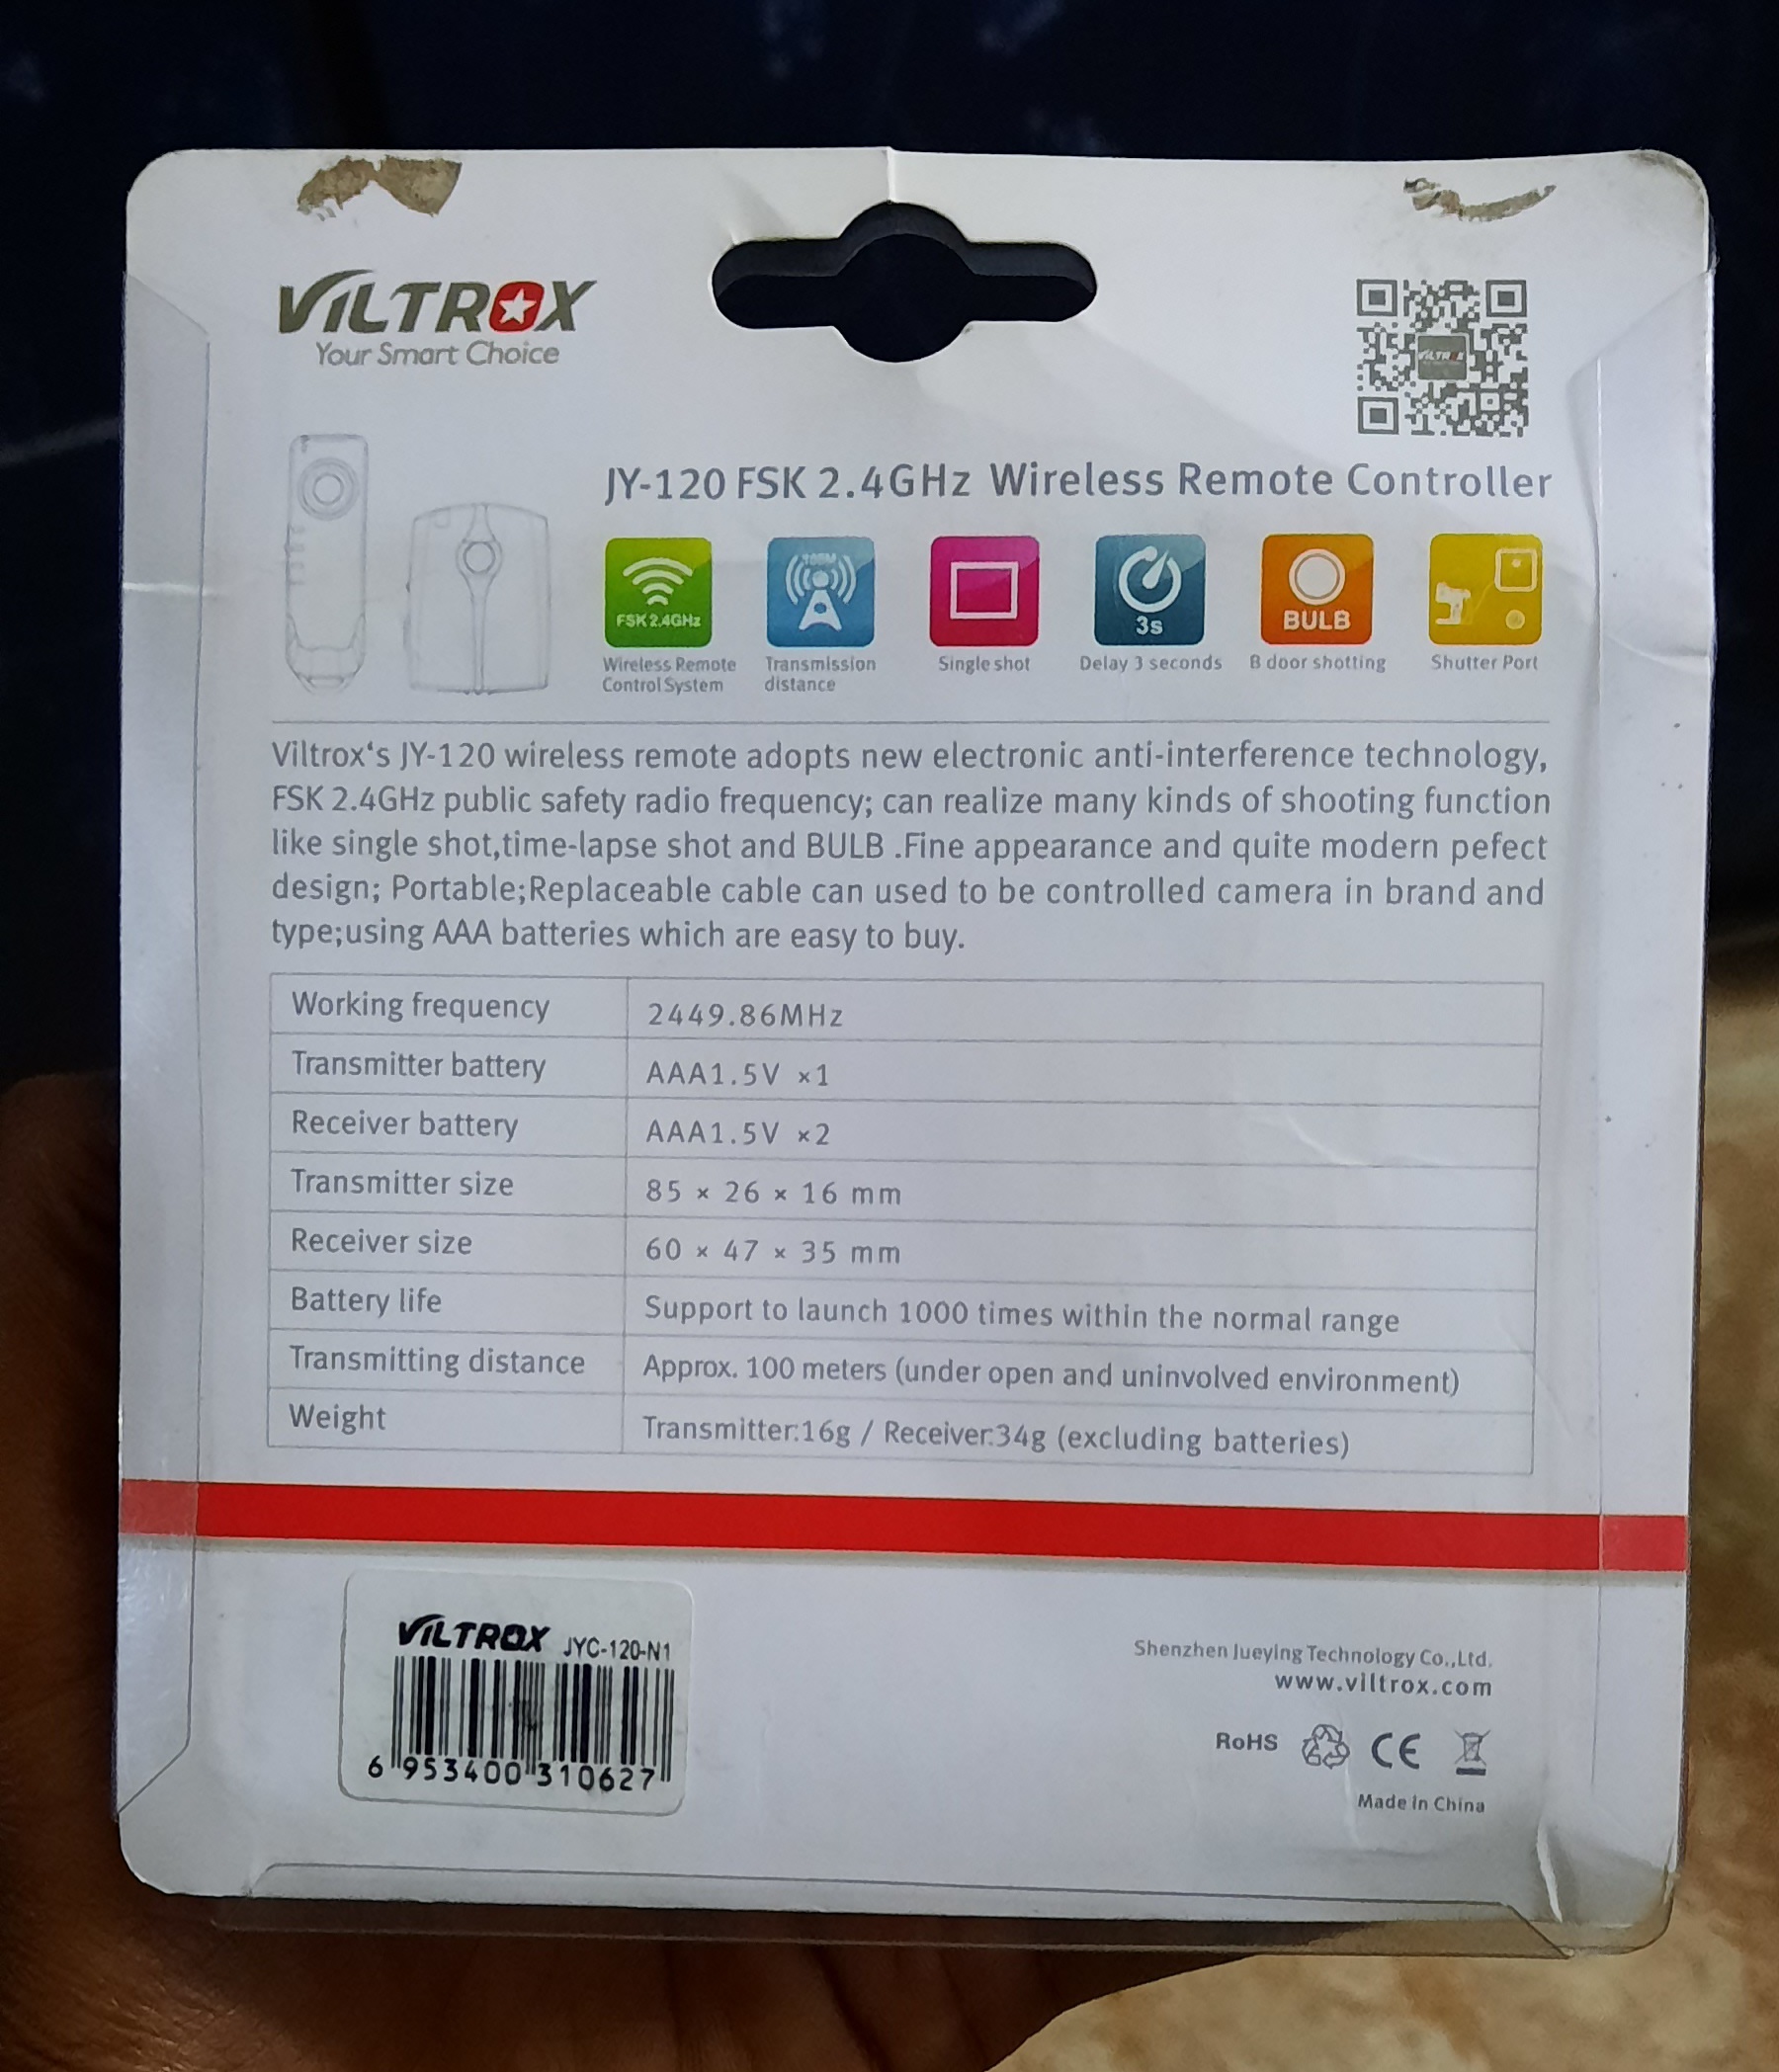 VILTROX
Your Smart Choice
VILTROX
JY-120 FSK 2.4GHz Wireless Remote Controller
FSK 2.4GHz
100M
3s
BULB
Wireless Remote Control System
Transmission distance
Single shot
Delay 3 seconds
B door shotting
Shutter Port
Viltrox‘s JY-120 wireless remote adopts new electronic anti-interference technology,
FSK 2.4GHz public safety radio frequency; can realize many kinds of shooting function
like single shot,time-lapse shot and BULB .Fine appearance and quite modern pefect
design; Portable;Replaceable cable can used to be controlled camera in brand and
type;using AAA batteries which are easy to buy.
Working frequency 2449.86MHz
Transmitter battery AAA1.5V ×1
Receiver battery AAA1.5V ×2
Transmitter size 85 × 26 × 16 mm
Receiver size 60 × 47 × 35 mm
Battery life Support to launch 1000 times within the normal range
Transmitting distance Approx. 100 meters (under open and uninvolved environment)
Weight Transmitter:16g / Receiver:34g (excluding batteries)
VILTROX JYC-120-N1
6 953400 310627
Shenzhen Jueying Technology Co.,Ltd.
www.viltrox.com
RoHS CE
Made in China